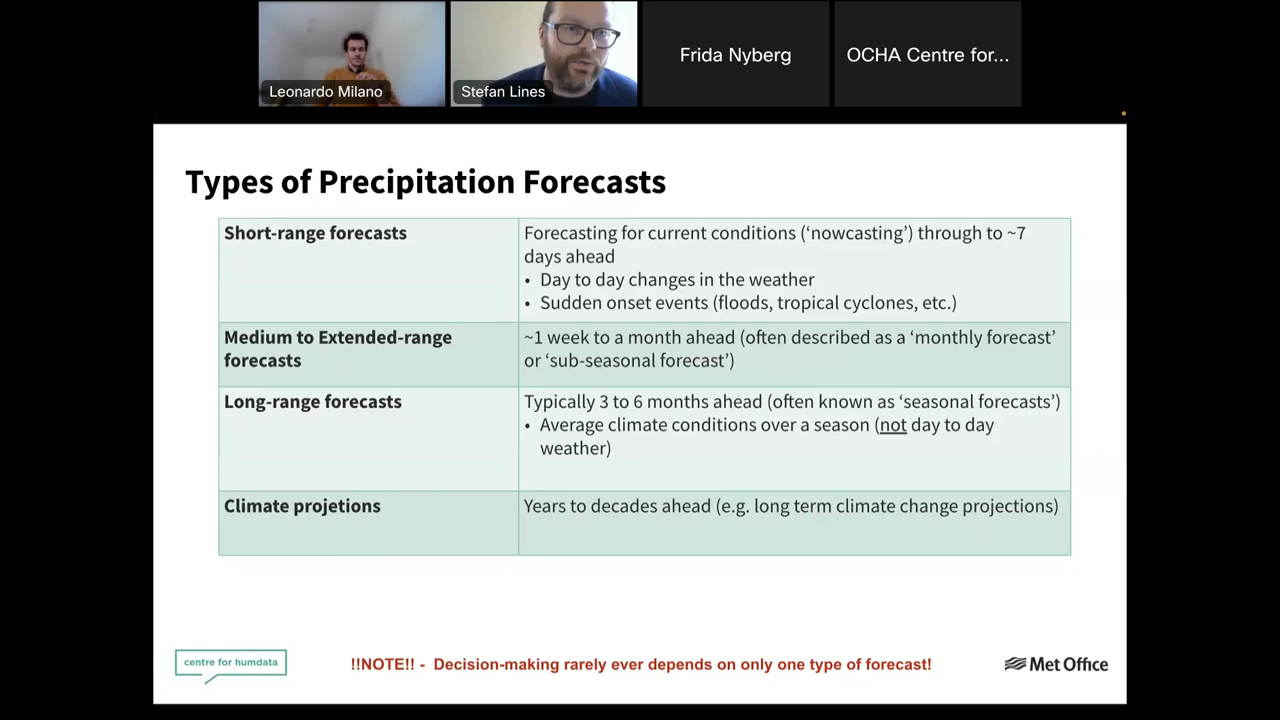 Leonardo Milano
Stefan Lines
Frida Nyberg
OCHA Centre for...
Types of Precipitation Forecasts
Short-range forecasts
Forecasting for current conditions (‘nowcasting’) through to ~7
days ahead
• Day to day changes in the weather
• Sudden onset events (floods, tropical cyclones, etc.)
Medium to Extended-range
forecasts
~1 week to a month ahead (often described as a ‘monthly forecast’
or ‘sub-seasonal forecast’)
Long-range forecasts
Typically 3 to 6 months ahead (often known as ‘seasonal forecasts’)
• Average climate conditions over a season (not day to day
weather)
Climate projetions
Years to decades ahead (e.g. long term climate change projections)
centre for humdata
!!NOTE!! - Decision-making rarely ever depends on only one type of forecast!
Met Office